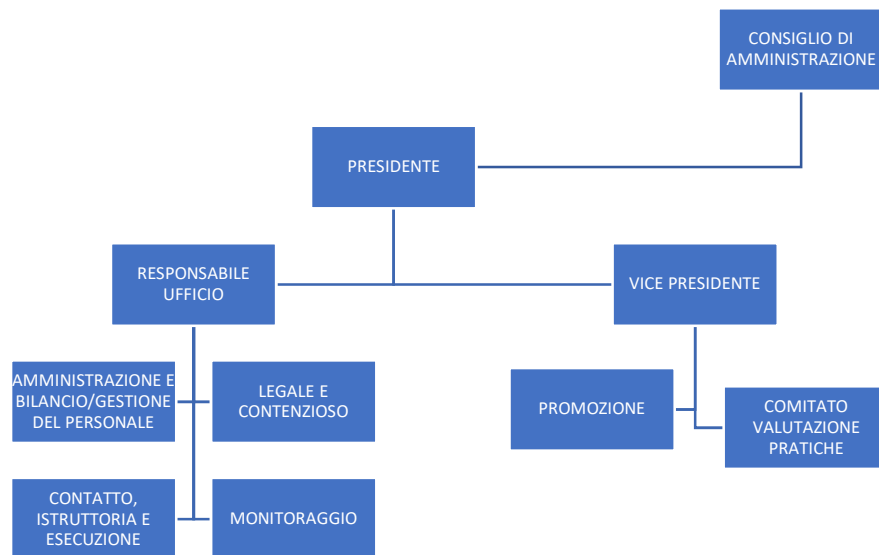 CONSIGLIO DI
AMMINISTRAZIONE
PRESIDENTE
RESPONSABILE
UFFICIO
VICE PRESIDENTE
AMMINISTRAZIONE E
BILANCIO/GESTIONE
DEL PERSONALE
LEGALE E
CONTENZIOSO
PROMOZIONE
COMITATO
VALUTAZIONE
PRATICHE
CONTATTO,
ISTRUTTORIA E
ESECUZIONE
MONITORAGGIO